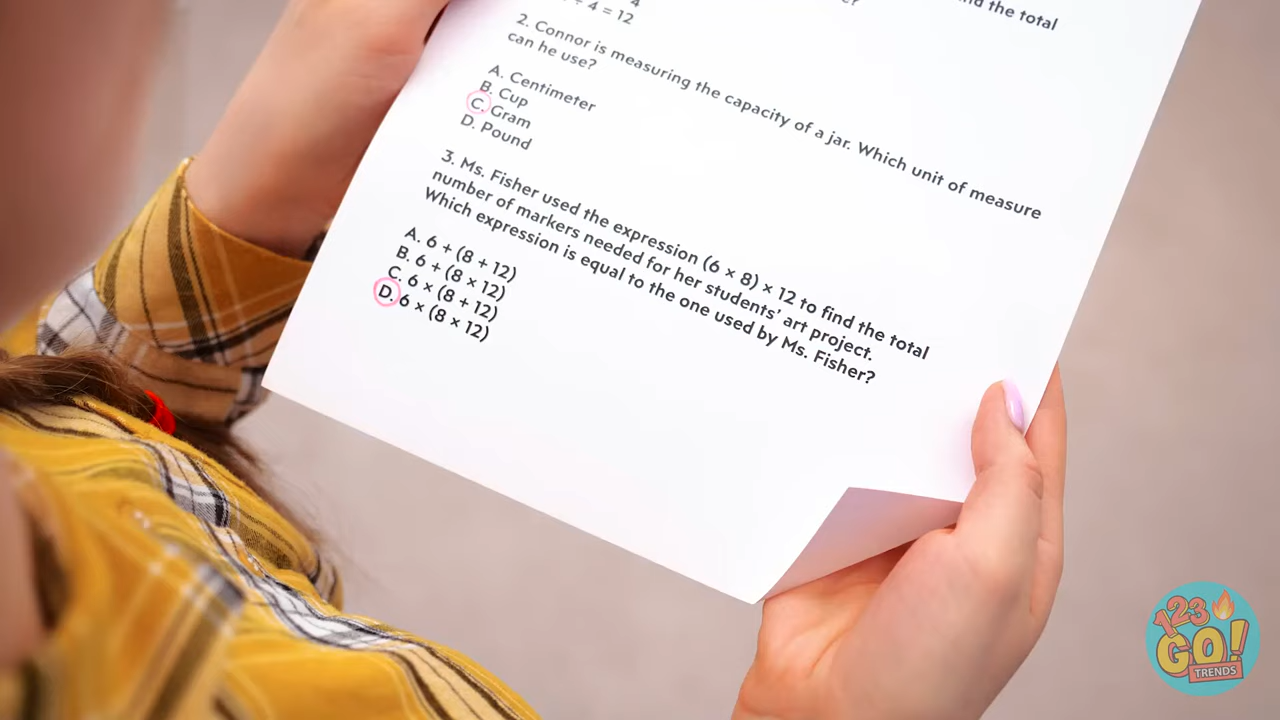 nd the total
e?
4
+ 4 = 12
2. Connor is measuring the capacity of a jar. Which unit of measure
can he use?
A. Centimeter
B. Cup
C. Gram
D. Pound
3. Ms. Fisher used the expression (6 × 8) × 12 to find the total
number of markers needed for her students' art project.
Which expression is equal to the one used by Ms. Fisher?
A. 6 + (8 + 12)
B. 6 + (8 × 12)
C. 6 × (8 + 12)
D. 6 × (8 × 12)
123
GO!
TRENDS